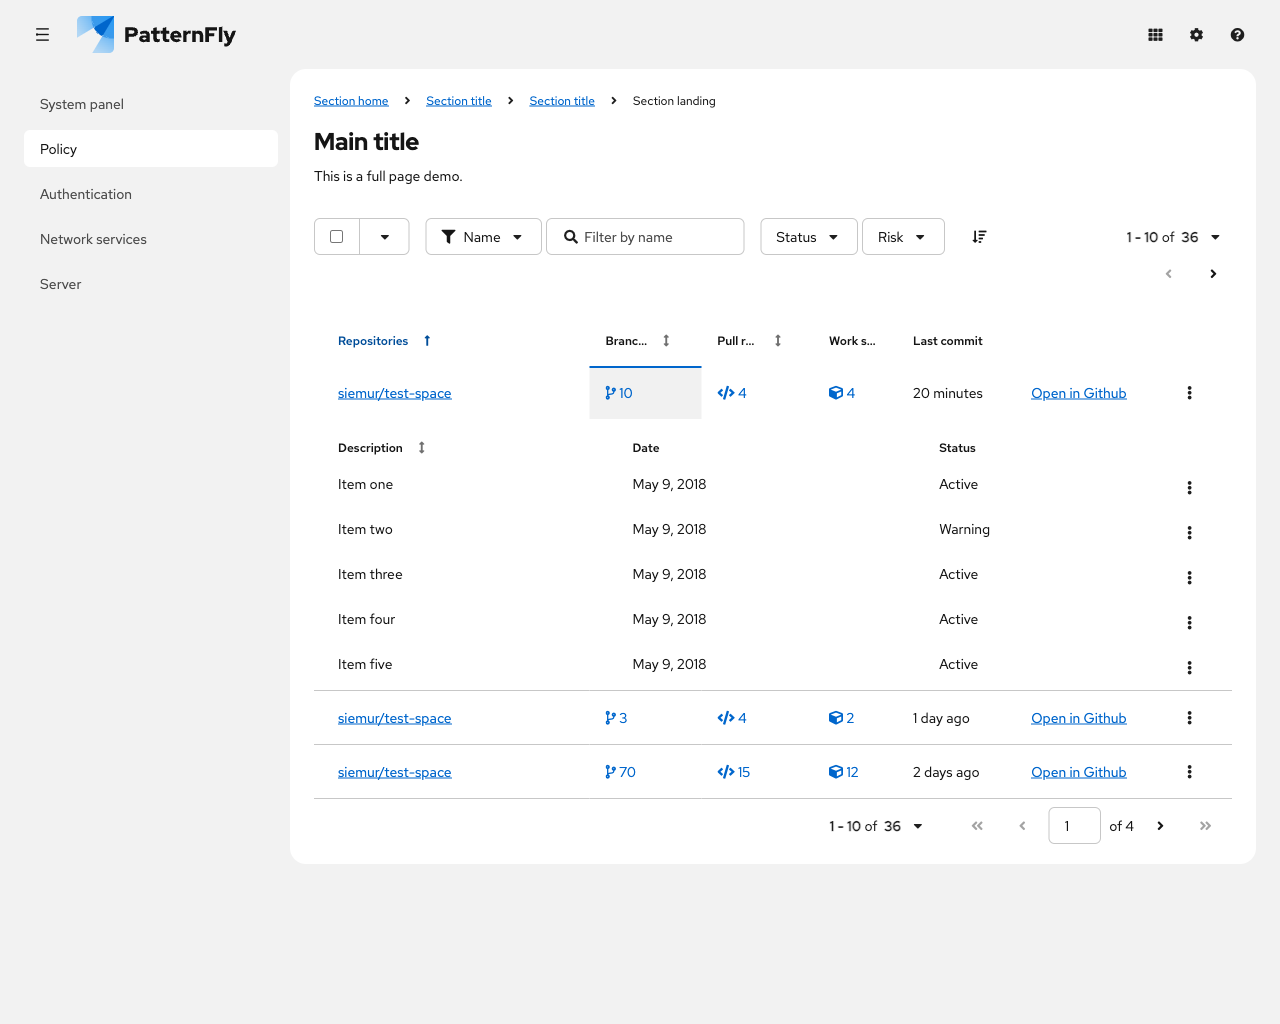 PatternFly
System panel
Policy
Authentication
Network services
Server
Section home Section title Section title Section landing
Main title
This is a full page demo.
Name Filter by name Status Risk 1 - 10 of 36
Repositories Branc... Pull r... Work s... Last commit
siemur/test-space 10 4 4 20 minutes Open in Github
Description Date Status
Item one May 9, 2018 Active
Item two May 9, 2018 Warning
Item three May 9, 2018 Active
Item four May 9, 2018 Active
Item five May 9, 2018 Active
siemur/test-space 3 4 2 1 day ago Open in Github
siemur/test-space 70 15 12 2 days ago Open in Github
1 - 10 of 36 1 of 4